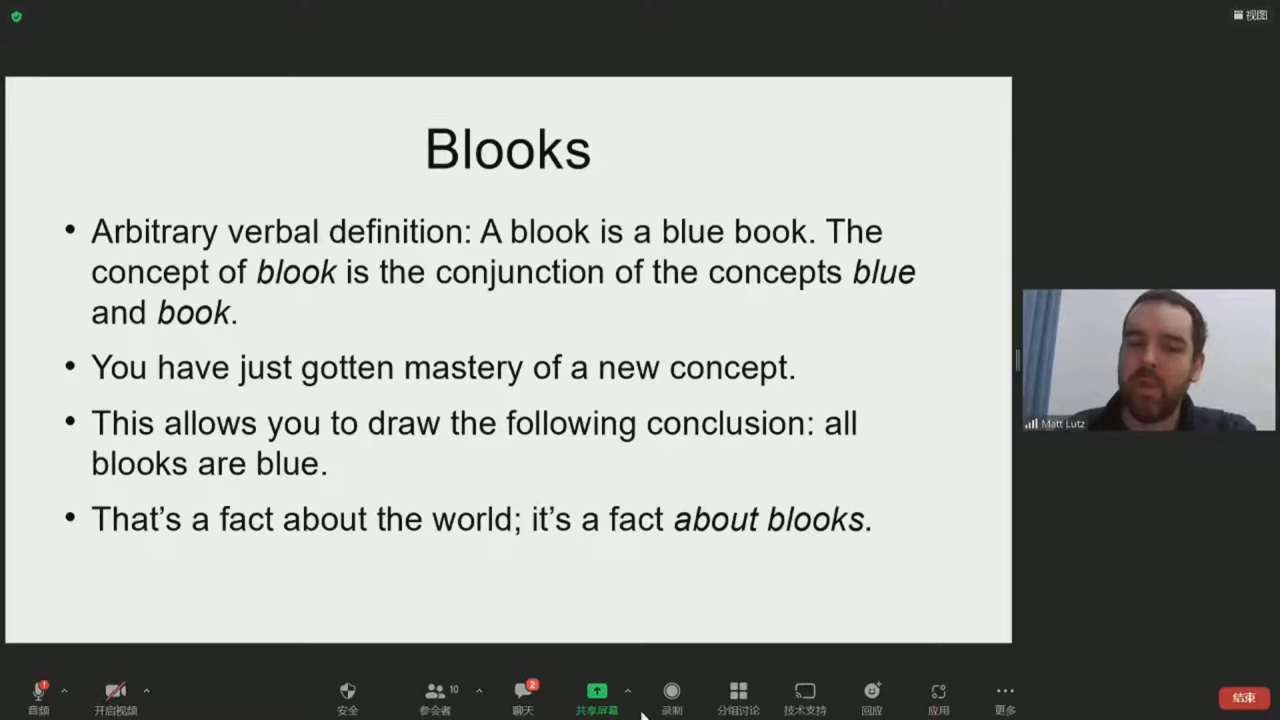 视图
Blooks
• Arbitrary verbal definition: A blook is a blue book. The
concept of blook is the conjunction of the concepts blue
and book.
• You have just gotten mastery of a new concept.
• This allows you to draw the following conclusion: all
blooks are blue.
• That's a fact about the world; it's a fact about blooks.
Matt Lutz
10
2
音频
开启视频
安全
参会者
聊天
共享屏幕
录制
分组讨论
技术支持
回应
应用
更多
结束